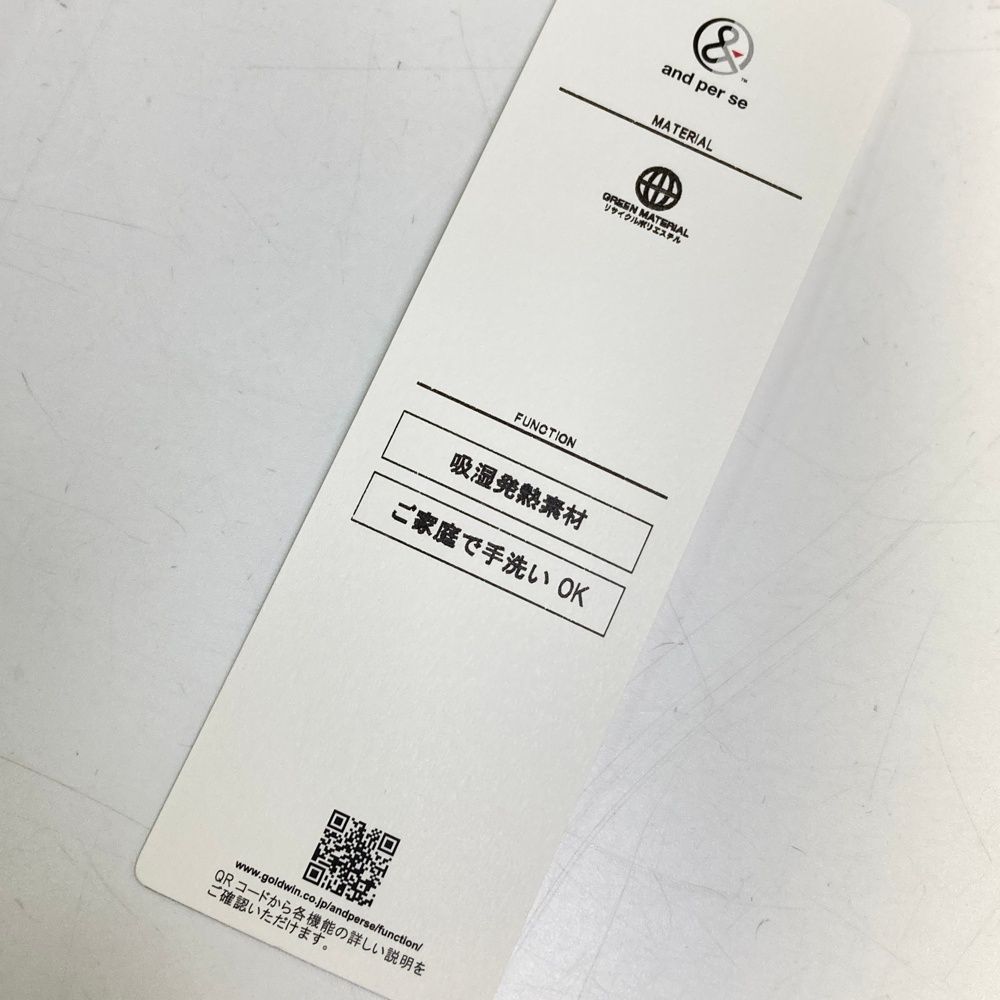 &™
and per se
MATERIAL
GREEN MATERIAL
リサイクルポリエステル
FUNCTION
吸湿発熱素材
ご家庭で手洗い OK
www.goldwin.co.jp/andperse/function/
QRコードから各機能の詳しい説明を
ご確認いただけます。